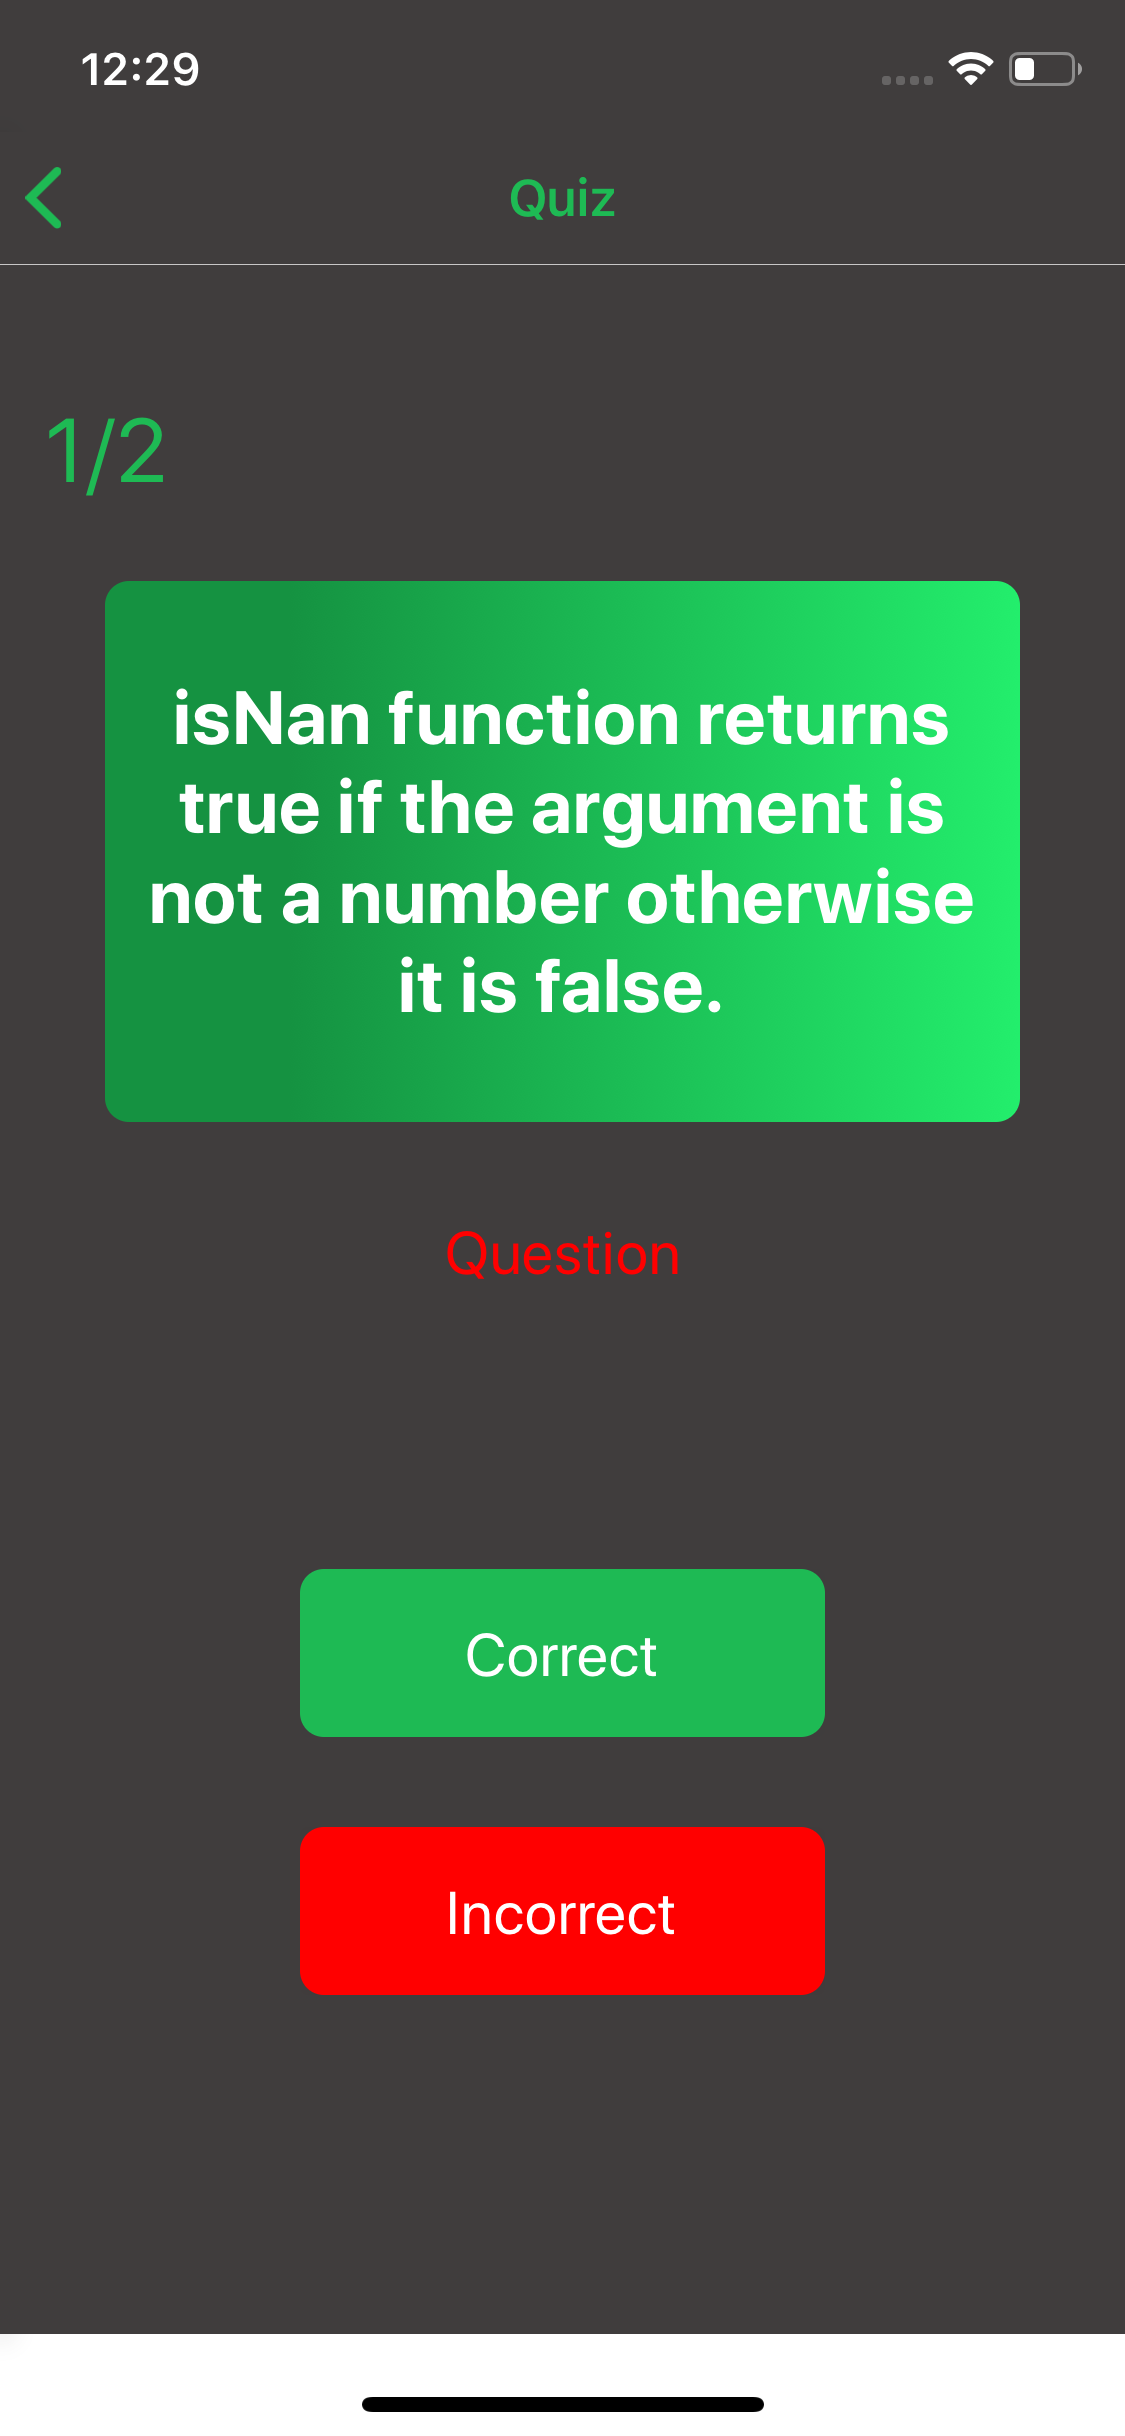 12:29
Quiz
1/2
isNan function returns
true if the argument is
not a number otherwise
it is false.
Question
Correct
Incorrect